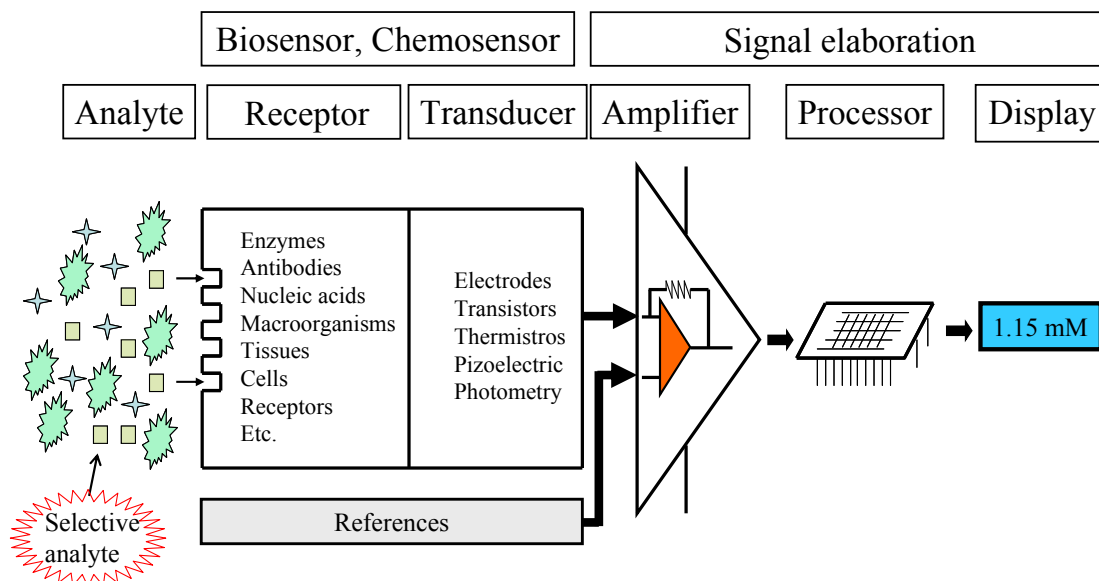 Biosensor, Chemosensor
Signal elaboration
Analyte
Receptor
Transducer
Amplifier
Processor
Display
Enzymes
Antibodies
Nucleic acids
Macroorganisms
Tissues
Cells
Receptors
Etc.
Electrodes
Transistors
Thermistros
Pizoelectric
Photometry
1.15 mM
References
Selective
analyte